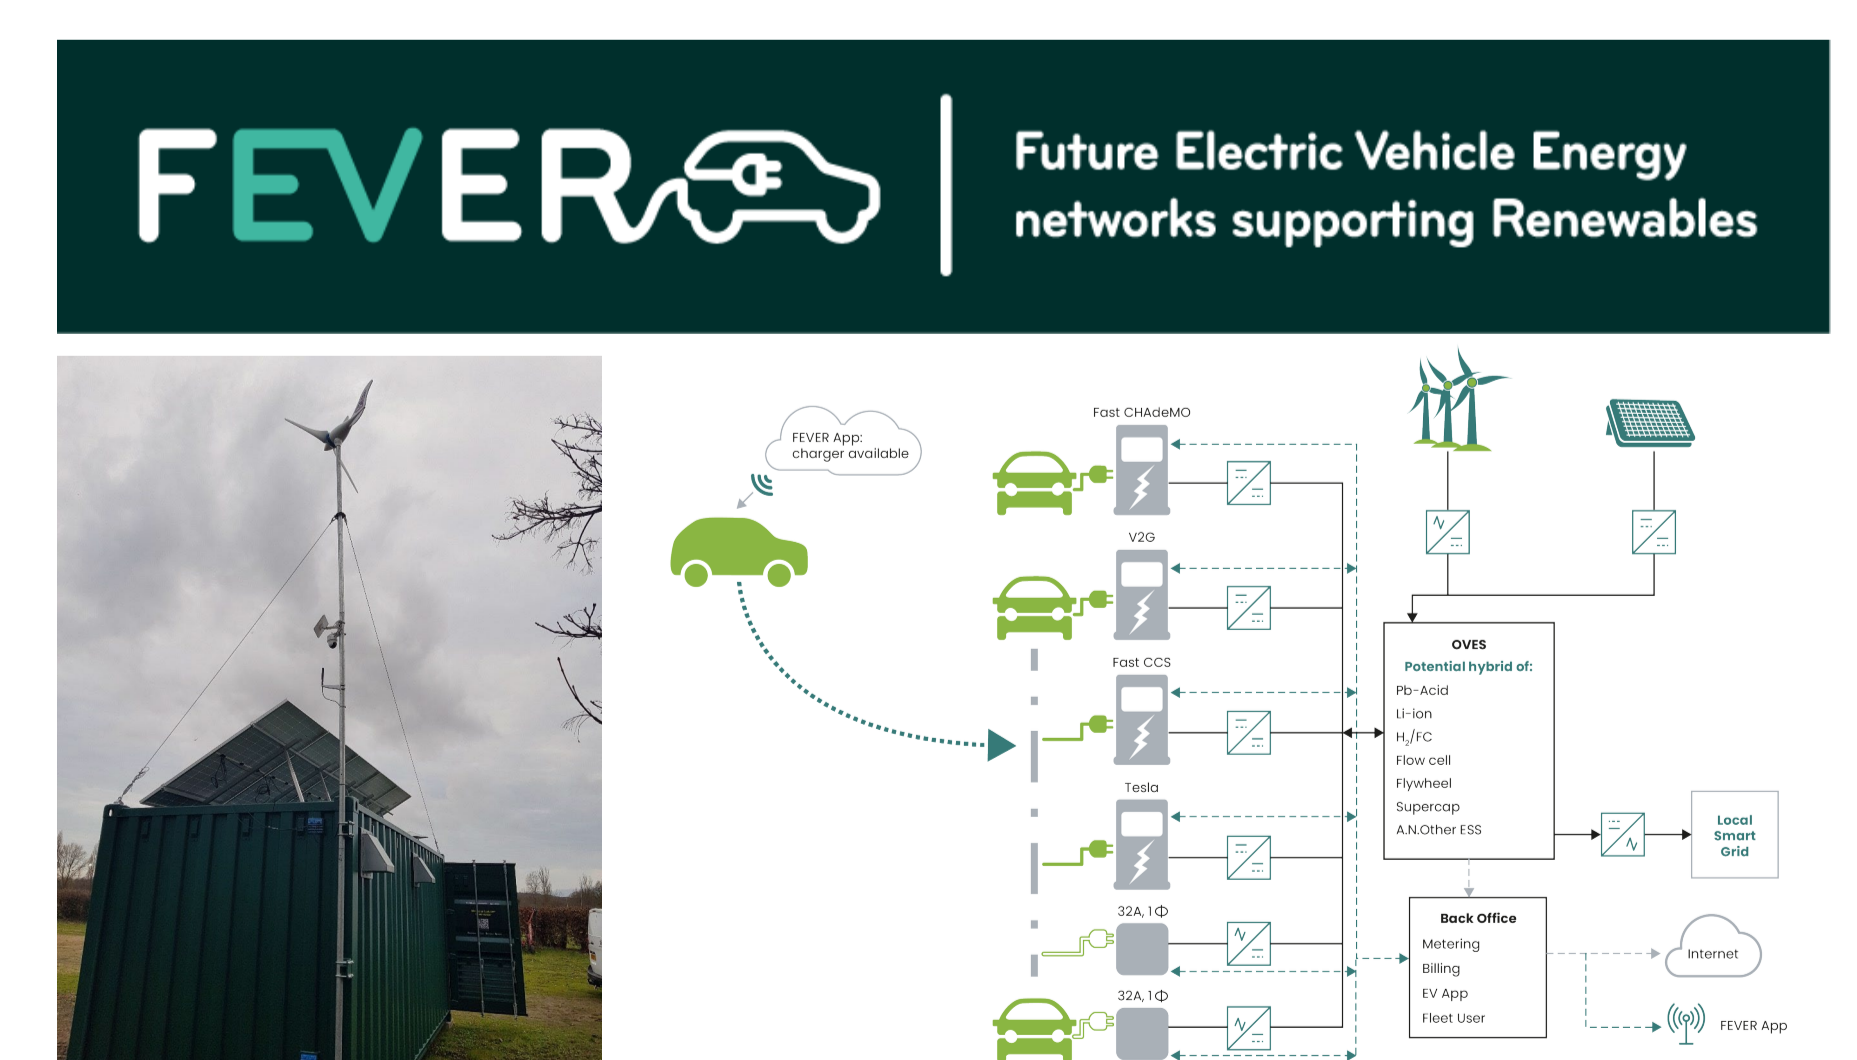 FEVER
Future Electric Vehicle Energy
networks supporting Renewables
FEVER App:
charger available
Fast CHAdeMO
V2G
Fast CCS
Tesla
32A, 1Φ
32A, 1Φ
OVES
Potential hybrid of:
Pb-Acid
Li-ion
H₂/FC
Flow cell
Flywheel
Supercap
A.N.Other ESS
Local
Smart
Grid
Back Office
Metering
Billing
EV App
Fleet User
Internet
FEVER App